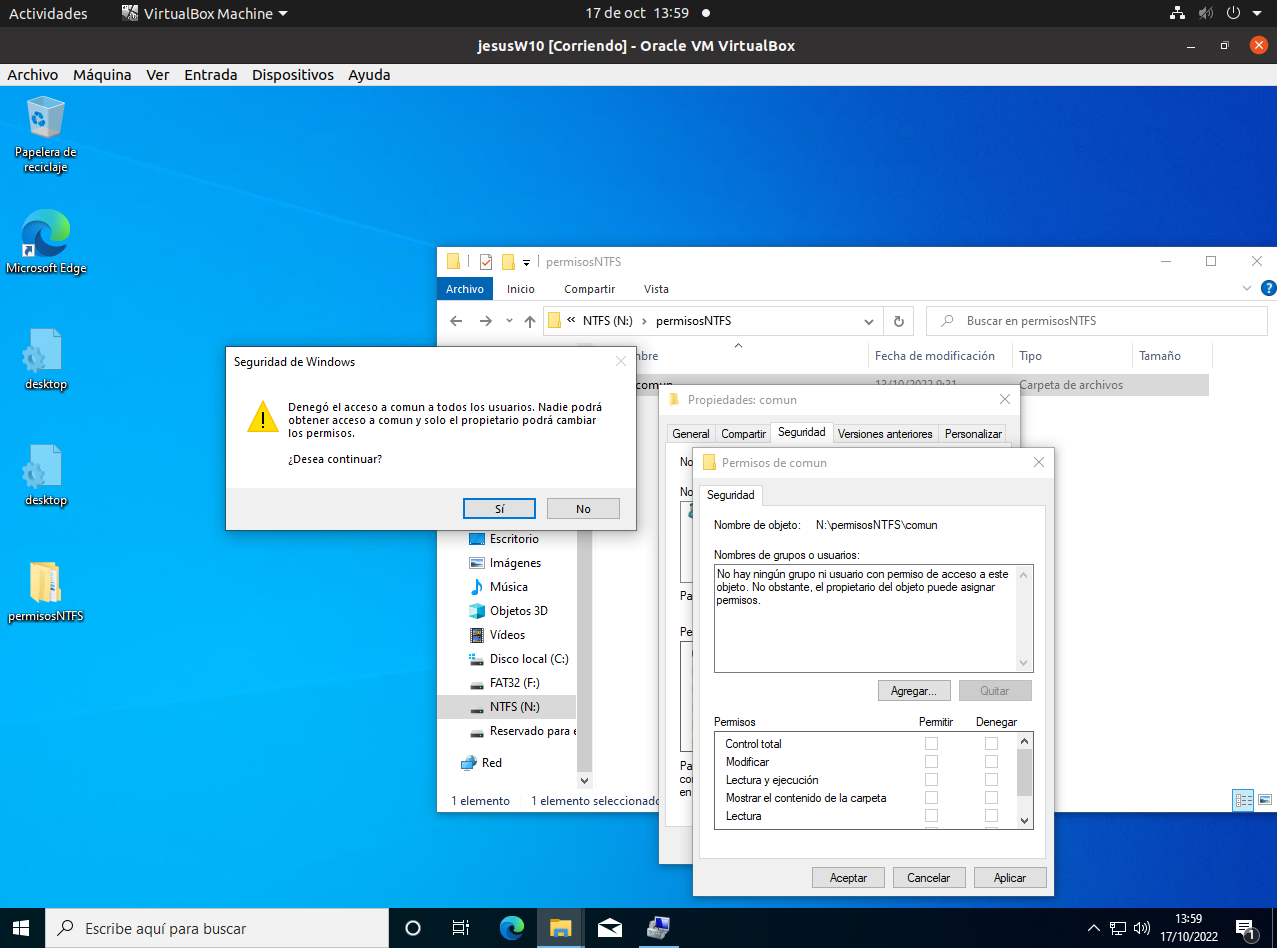 Actividades
VirtualBox Machine
17 de oct 13:59
jesusW10 [Corriendo] - Oracle VM VirtualBox
Archivo Máquina Ver Entrada Dispositivos Ayuda
Papelera de
reciclaje
Microsoft Edge
desktop
desktop
permisosNTFS
permisosNTFS
Archivo Inicio Compartir Vista
« NTFS (N:) › permisosNTFS
Buscar en permisosNTFS
Fecha de modificación Tipo Tamaño
comun 13/10/2022 9:31 Carpeta de archivos
Escritorio
Imágenes
Música
Objetos 3D
Vídeos
Disco local (C:)
FAT32 (F:)
NTFS (N:)
Reservado para e
Red
1 elemento 1 elemento seleccionado
Seguridad de Windows
Denegó el acceso a comun a todos los usuarios. Nadie podrá
obtener acceso a comun y solo el propietario podrá cambiar
los permisos.
¿Desea continuar?
Sí No
Propiedades: comun
General Compartir Seguridad Versiones anteriores Personalizar
No
No
Pa
Pe
Pa
co
en
Permisos de comun
Seguridad
Nombre de objeto: N:\permisosNTFS\comun
Nombres de grupos o usuarios:
No hay ningún grupo ni usuario con permiso de acceso a este
objeto. No obstante, el propietario del objeto puede asignar
permisos.
Agregar... Quitar
Permisos Permitir Denegar
Control total
Modificar
Lectura y ejecución
Mostrar el contenido de la carpeta
Lectura
Aceptar Cancelar Aplicar
Escribe aquí para buscar
13:59
17/10/2022
1